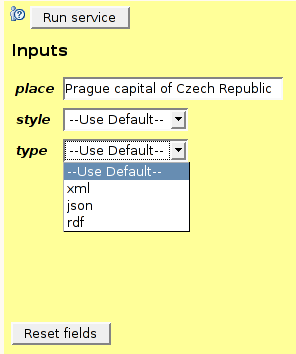 Run service
Inputs
place Prague capital of Czech Republic
style --Use Default--
type --Use Default--
--Use Default--
xml
json
rdf
Reset fields